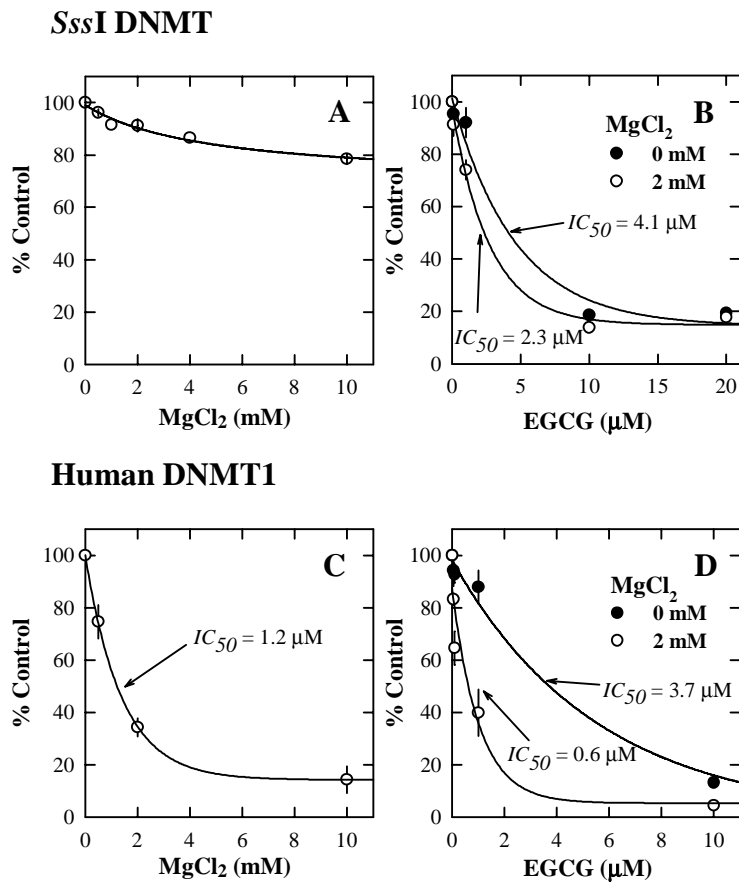 SssI DNMT
A
100
80
60
40
20
0
% Control
0 2 4 6 8 10
MgCl2 (mM)
B
MgCl2
0 mM
2 mM
IC50 = 4.1 μM
IC50 = 2.3 μM
100
80
60
40
20
0
% Control
0 5 10 15 20
EGCG (μM)
Human DNMT1
C
IC50 = 1.2 μM
100
80
60
40
20
0
% Control
0 2 4 6 8 10
MgCl2 (mM)
D
MgCl2
0 mM
2 mM
IC50 = 3.7 μM
IC50 = 0.6 μM
100
80
60
40
20
0
% Control
0 2 4 6 8 10
EGCG (μM)